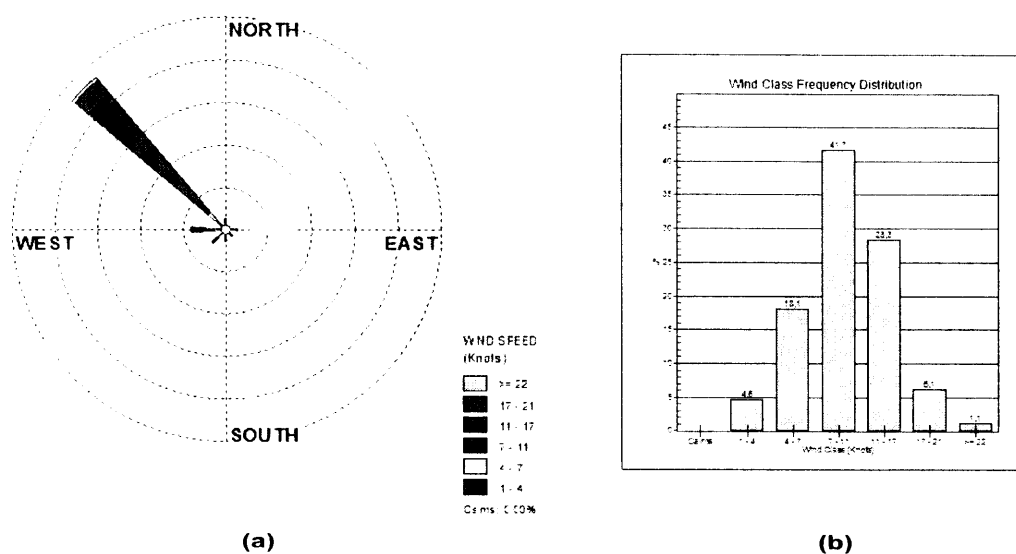 NORTH
WEST
EAST
SOUTH
WIND SPEED
(Knots)
>= 22
17 - 21
11 - 17
7 - 11
4 - 7
1 - 4
Calms: 0.00%
(a)
Wind Class Frequency Distribution
45
40
35
30
%
25
20
15
10
5
0
4.6
18.1
41.7
28.3
6.1
1.1
Calms
1 - 4
4 - 7
7 - 11
11 - 17
17 - 21
>= 22
Wind Class (Knots)
(b)